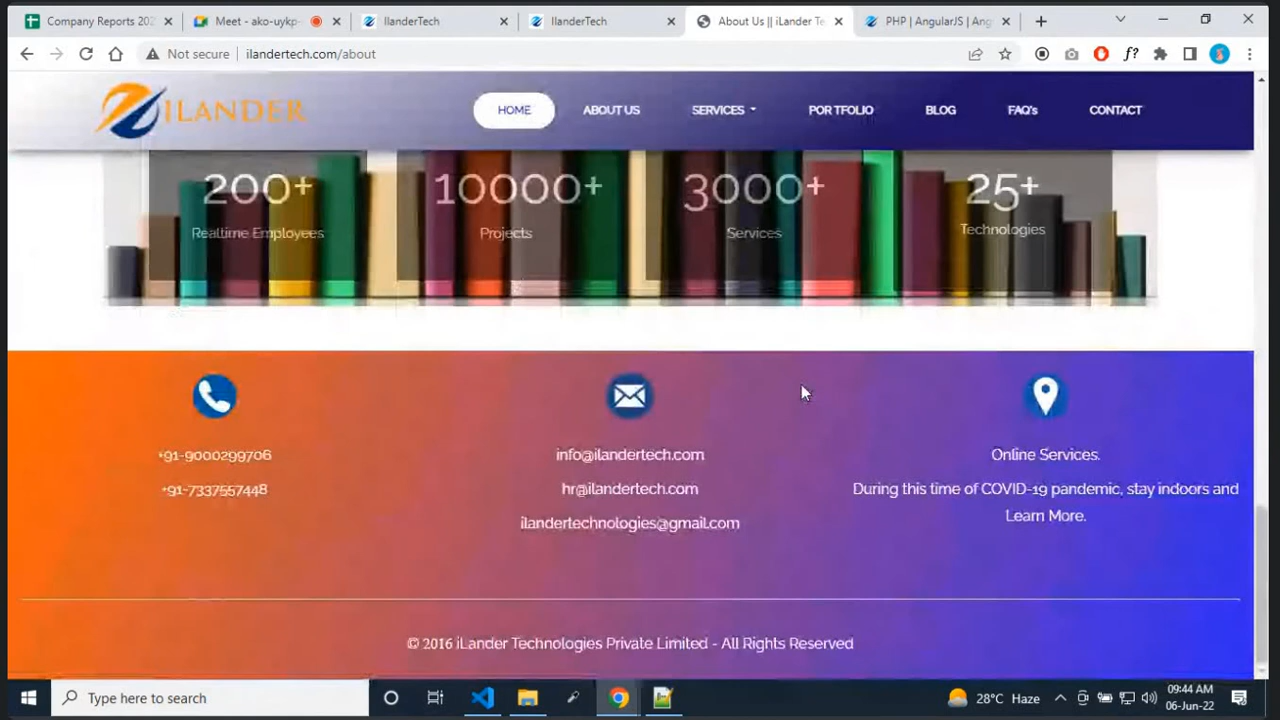 Company Reports 202
Meet - ako-uykp-
IlanderTech
IlanderTech
About Us || iLander Te
PHP | AngularJS | Ang
Not secure
ilandertech.com/about
f?
ILANDER
HOME
ABOUT US
SERVICES
PORTFOLIO
BLOG
FAQ's
CONTACT
200+
10000+
3000+
25+
Realtime Employees
Projects
Services
Technologies
+91-9000299706
info@ilandertech.com
Online Services.
+91-7337557448
hr@ilandertech.com
During this time of COVID-19 pandemic, stay indoors and
Learn More.
ilandertechnologies@gmail.com
© 2016 iLander Technologies Private Limited - All Rights Reserved
Type here to search
28°C Haze
09:44 AM
06-Jun-22